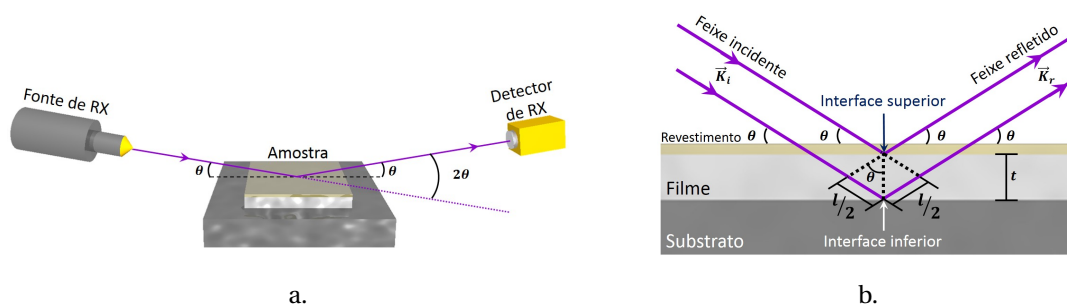 Fonte de RX
Amostra
Detector
de RX
θ
θ
2θ
a.
Feixe incidente
Feixe refletido
K⃗i
K⃗r
Interface superior
Revestimento
θ
θ
θ
θ
θ
Filme
t
l/2
l/2
Substrato
Interface inferior
b.